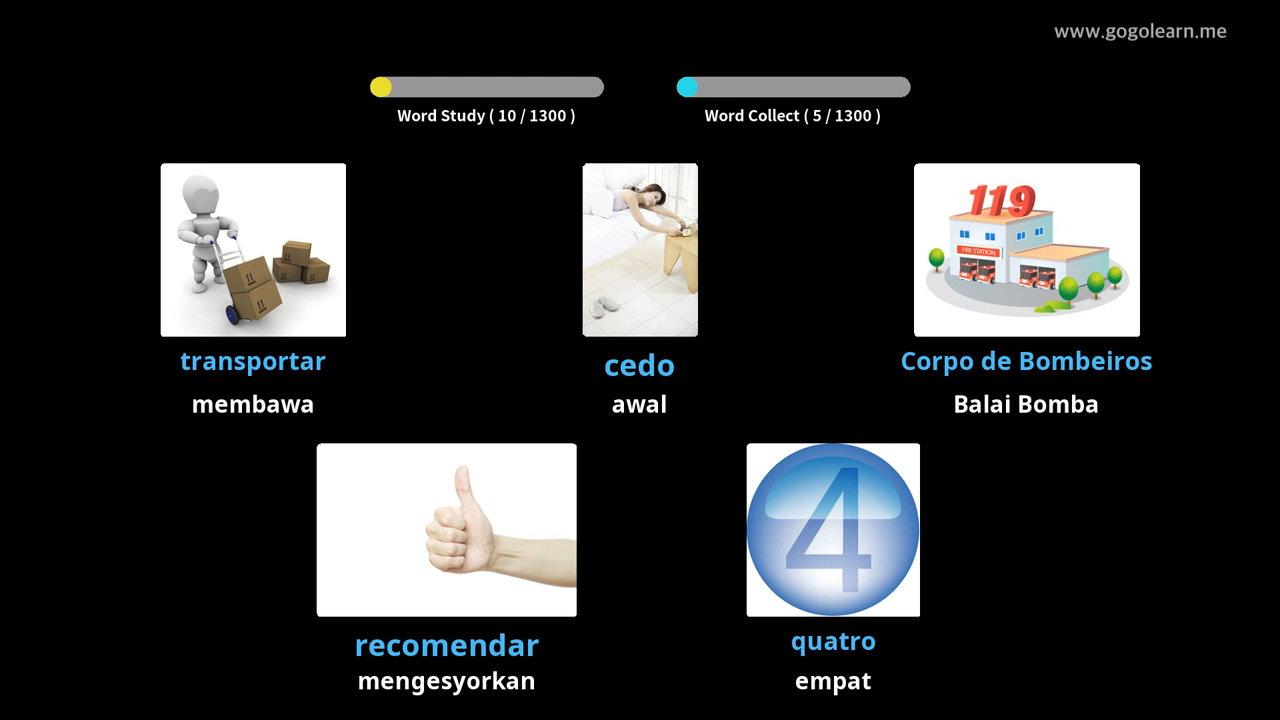 www.gogolearn.me
Word Study ( 10 / 1300 )
Word Collect ( 5 / 1300 )
119
FIRE STATION
transportar
membawa
cedo
awal
Corpo de Bombeiros
Balai Bomba
4
recomendar
mengesyorkan
quatro
empat